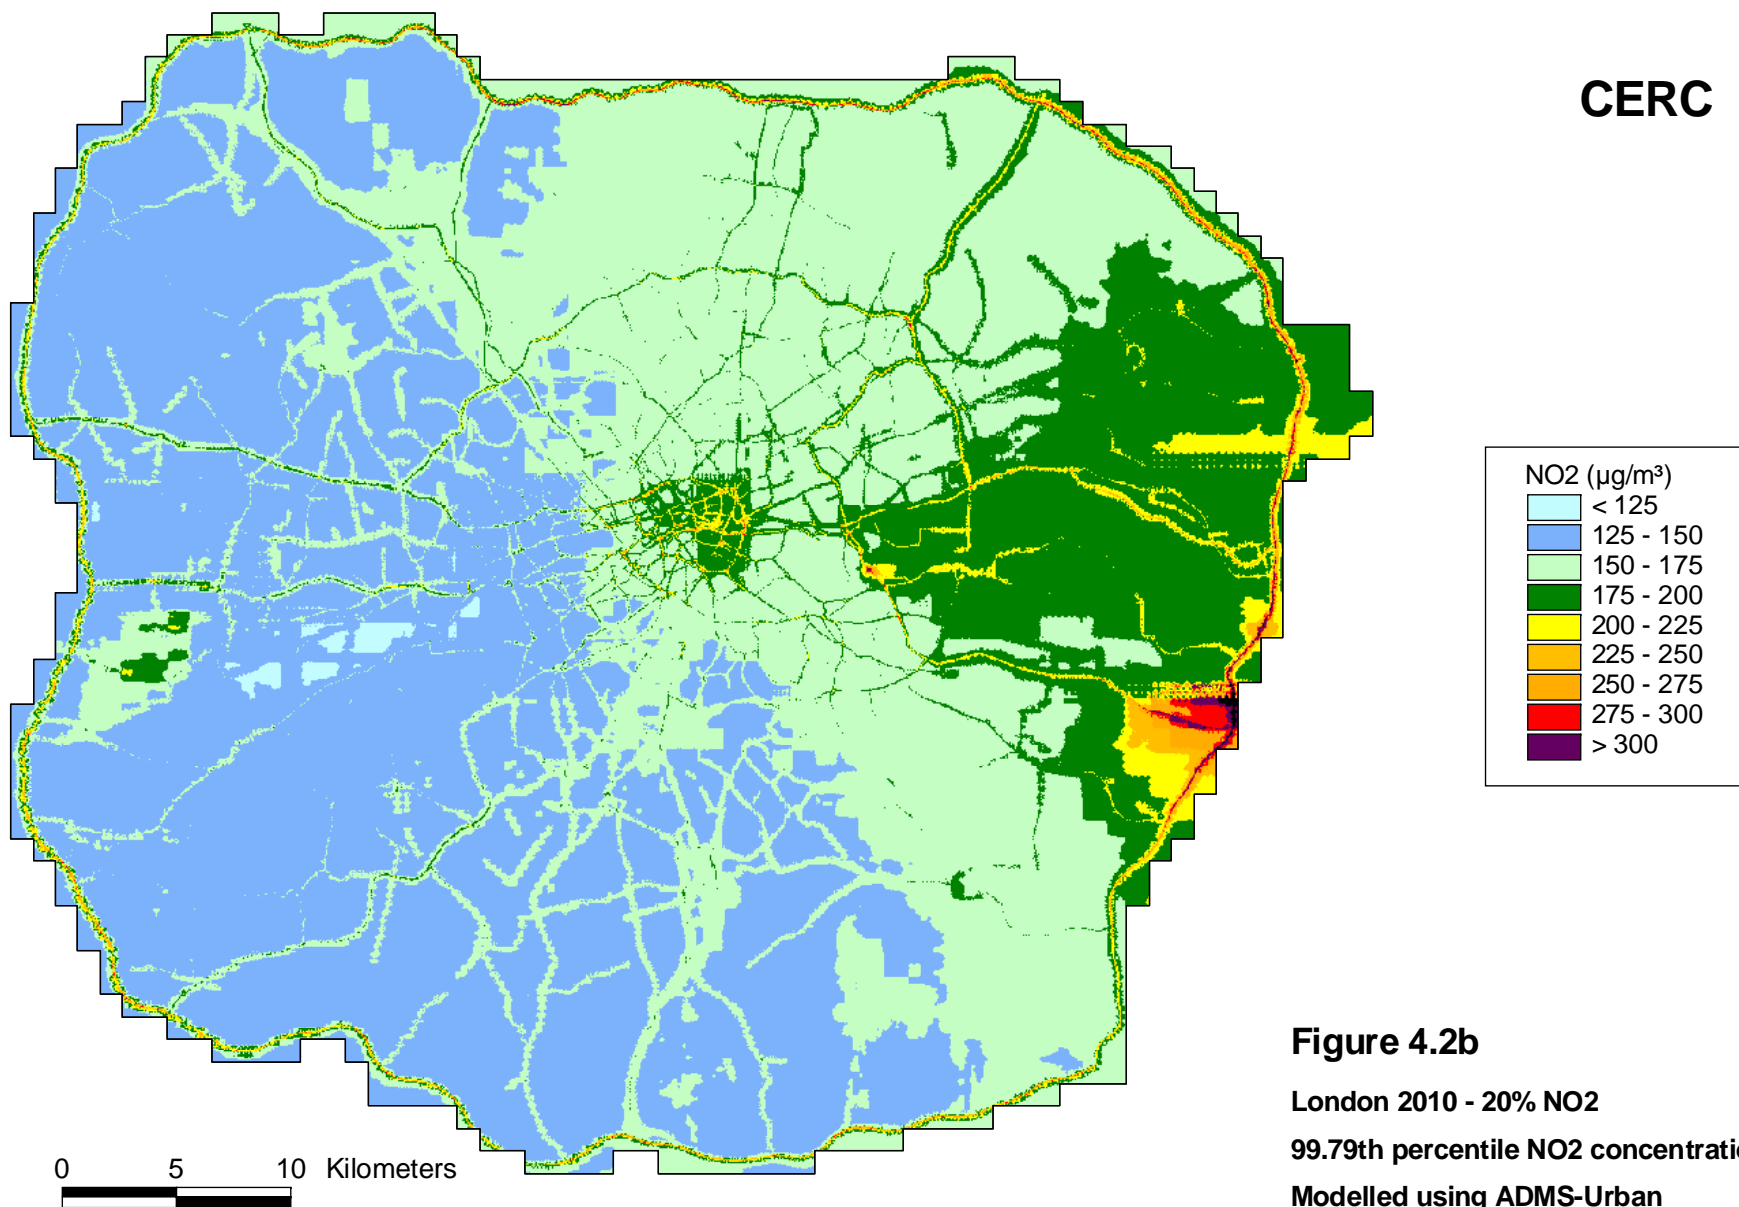 CERC
NO2 (µg/m³)
< 125
125 - 150
150 - 175
175 - 200
200 - 225
225 - 250
250 - 275
275 - 300
> 300
Figure 4.2b
London 2010 - 20% NO2
99.79th percentile NO2 concentratio
Modelled using ADMS-Urban
0 5 10 Kilometers